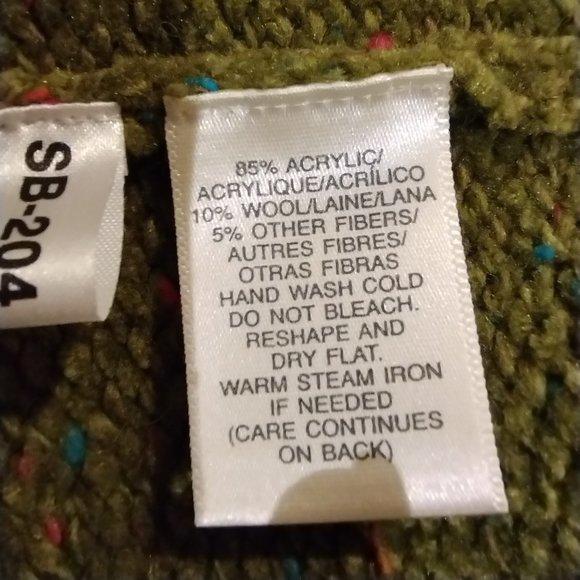 SB-204
85% ACRYLIC/
ACRYLIQUE/ACRÍLICO
10% WOOL/LAINE/LANA
5% OTHER FIBERS/
AUTRES FIBRES/
OTRAS FIBRAS
HAND WASH COLD
DO NOT BLEACH.
RESHAPE AND
DRY FLAT.
WARM STEAM IRON
IF NEEDED
(CARE CONTINUES
ON BACK)